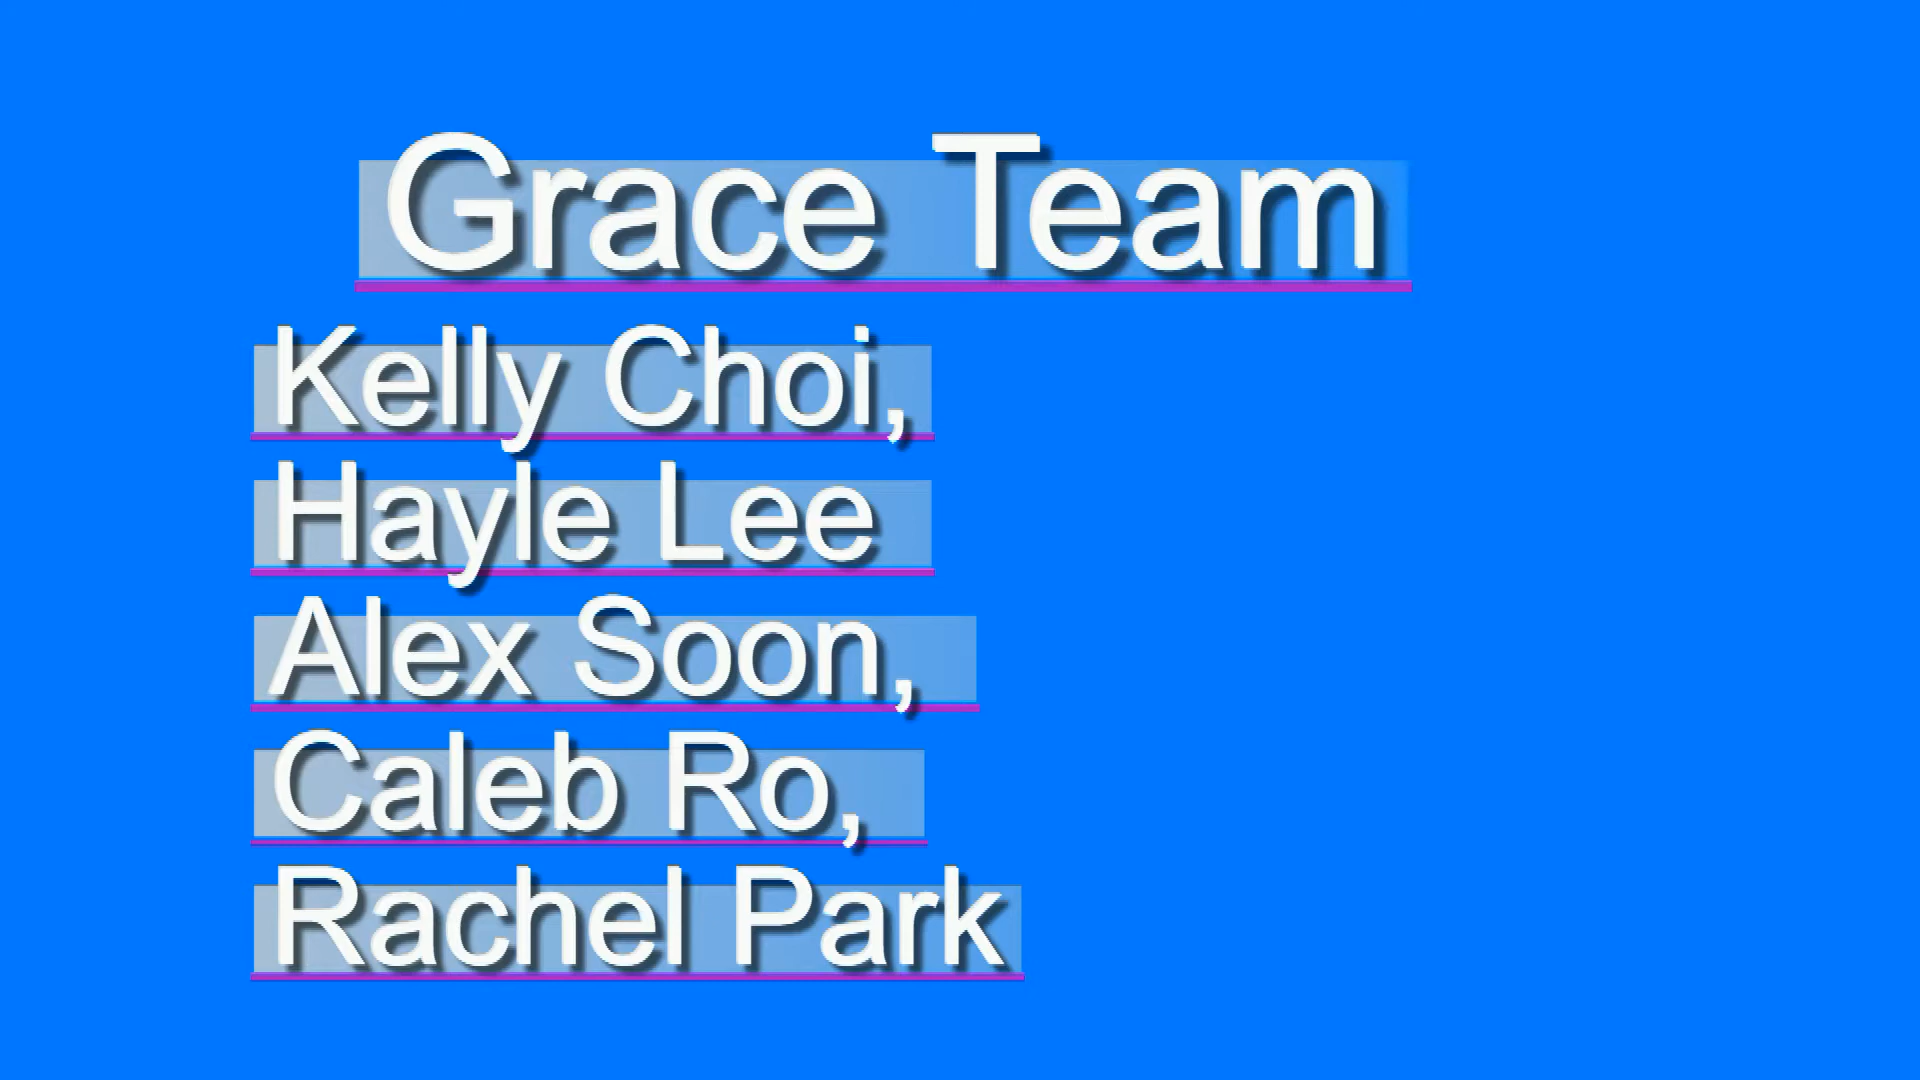 Grace Team
Kelly Choi,
Hayle Lee
Alex Soon,
Caleb Ro,
Rachel Park